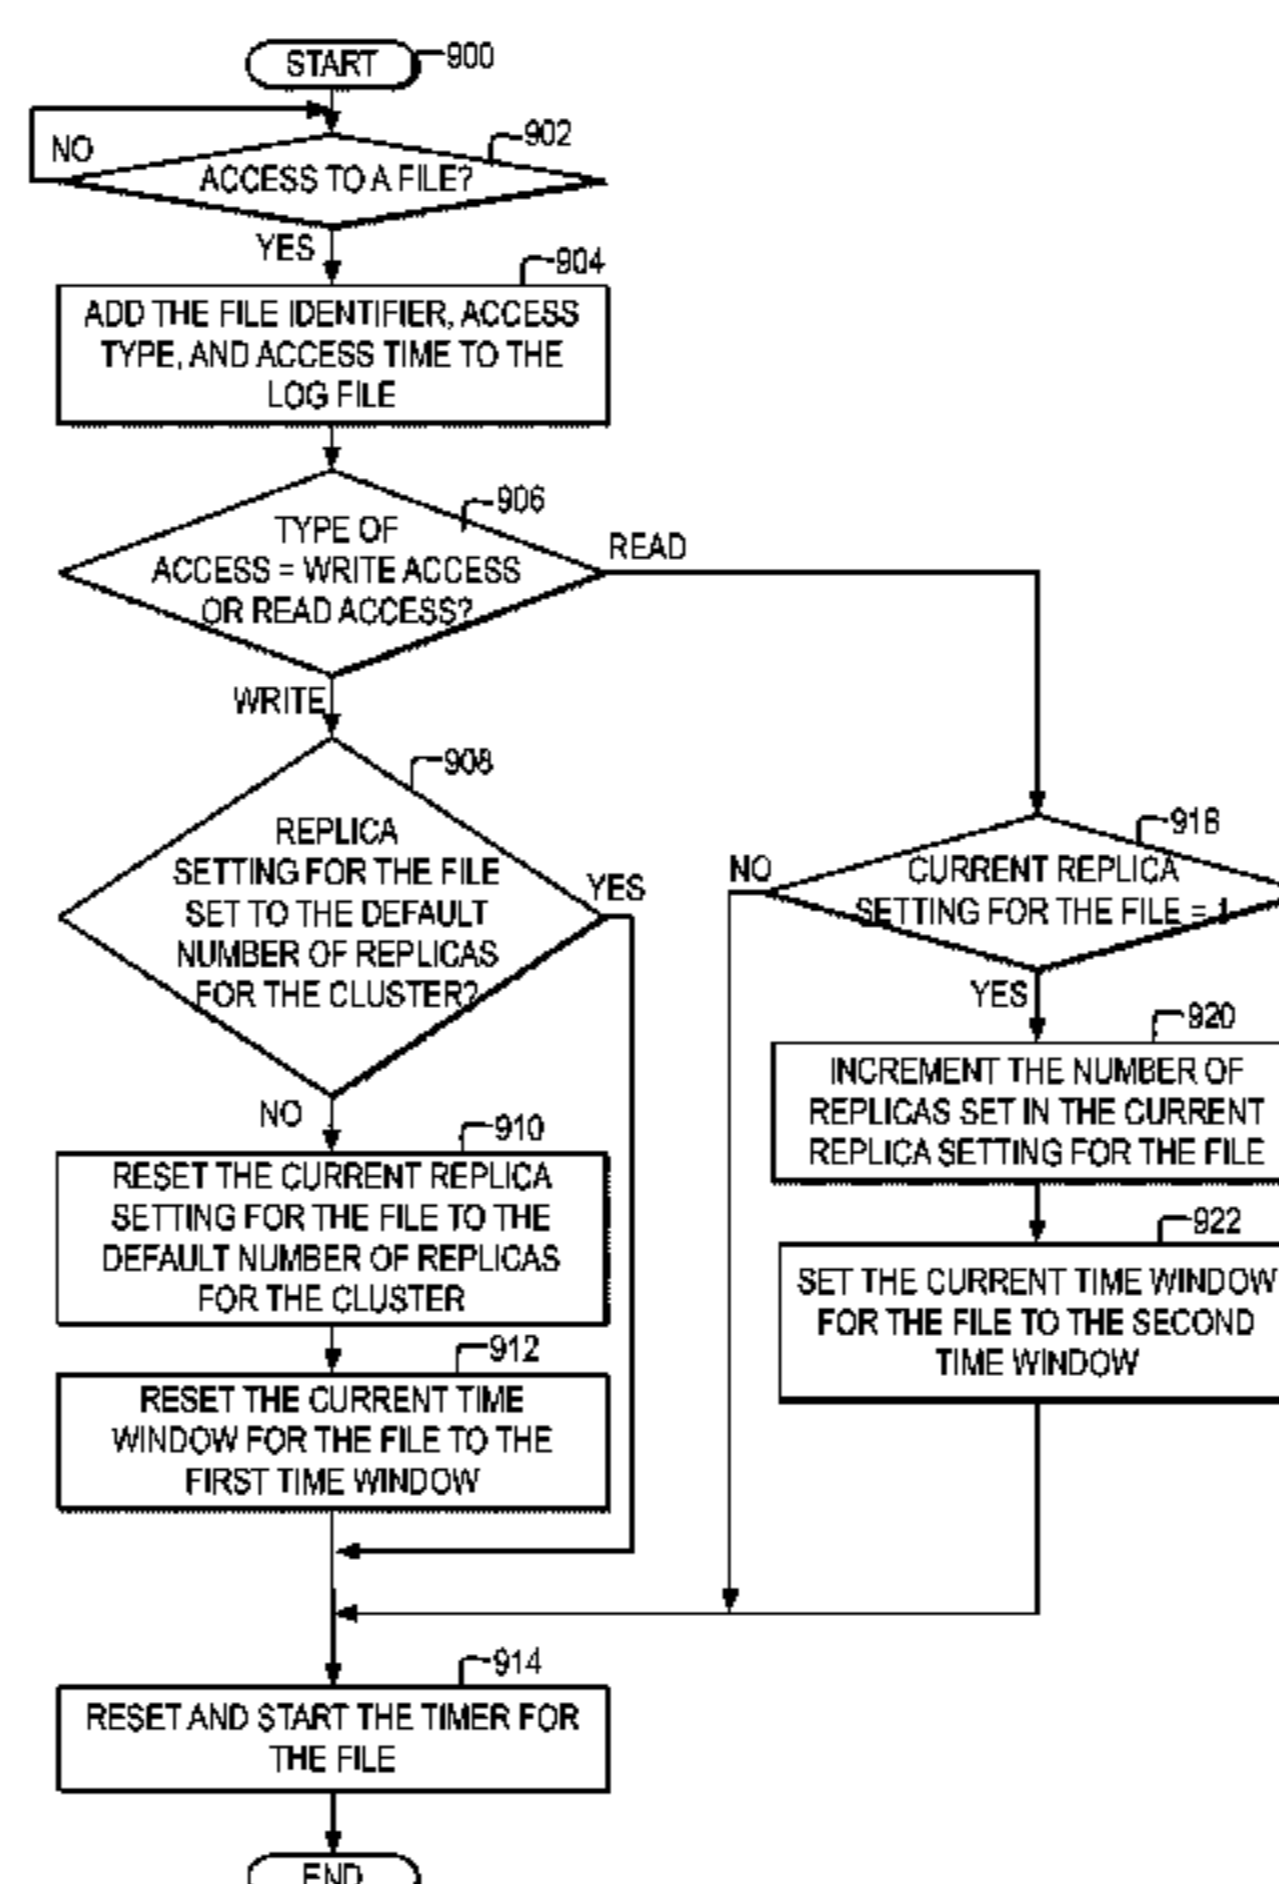 START
900
NO
902
ACCESS TO A FILE?
YES
904
ADD THE FILE IDENTIFIER, ACCESS
TYPE, AND ACCESS TIME TO THE
LOG FILE
906
TYPE OF
ACCESS = WRITE ACCESS
OR READ ACCESS?
READ
WRITE
908
REPLICA
SETTING FOR THE FILE
SET TO THE DEFAULT
NUMBER OF REPLICAS
FOR THE CLUSTER?
YES
NO
910
RESET THE CURRENT REPLICA
SETTING FOR THE FILE TO THE
DEFAULT NUMBER OF REPLICAS
FOR THE CLUSTER
912
RESET THE CURRENT TIME
WINDOW FOR THE FILE TO THE
FIRST TIME WINDOW
918
NO
CURRENT REPLICA
SETTING FOR THE FILE = 1
YES
920
INCREMENT THE NUMBER OF
REPLICAS SET IN THE CURRENT
REPLICA SETTING FOR THE FILE
922
SET THE CURRENT TIME WINDOW
FOR THE FILE TO THE SECOND
TIME WINDOW
914
RESET AND START THE TIMER FOR
THE FILE
END